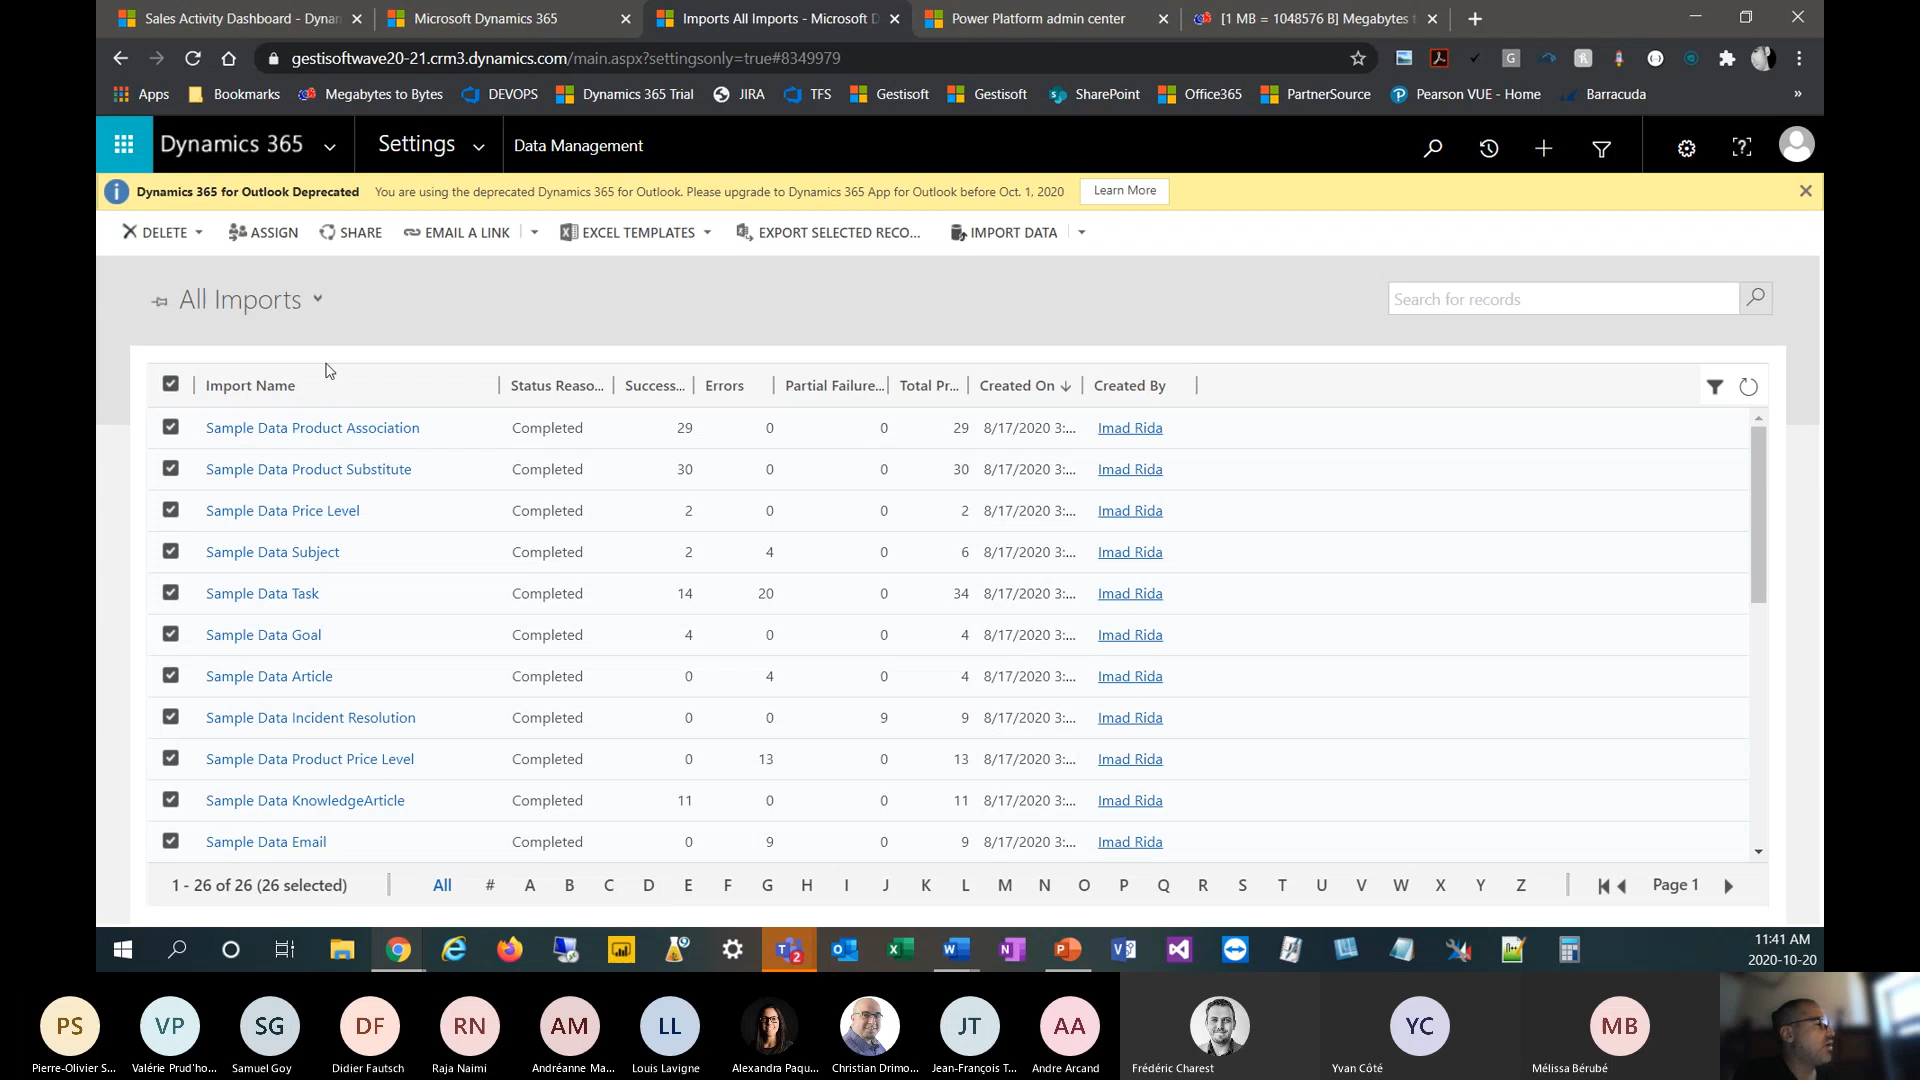 Sales Activity Dashboard - Dynan
Microsoft Dynamics 365
Imports All Imports - Microsoft D
Power Platform admin center
[1 MB = 1048576 B] Megabytes t
gestisoftwave20-21.crm3.dynamics.com/main.aspx?settingsonly=true#8349979
Apps
Bookmarks
Megabytes to Bytes
DEVOPS
Dynamics 365 Trial
JIRA
TFS
Gestisoft
Gestisoft
SharePoint
Office365
PartnerSource
Pearson VUE - Home
Barracuda
»
Dynamics 365
Settings
Data Management
Dynamics 365 for Outlook Deprecated You are using the deprecated Dynamics 365 for Outlook. Please upgrade to Dynamics 365 App for Outlook before Oct. 1, 2020 Learn More
DELETE
ASSIGN
SHARE
EMAIL A LINK
EXCEL TEMPLATES
EXPORT SELECTED RECO...
IMPORT DATA
All Imports
Search for records
Import Name Status Reaso... Success... Errors Partial Failure... Total Pr... Created On Created By
Sample Data Product Association Completed 29 0 0 29 8/17/2020 3:... Imad Rida
Sample Data Product Substitute Completed 30 0 0 30 8/17/2020 3:... Imad Rida
Sample Data Price Level Completed 2 0 0 2 8/17/2020 3:... Imad Rida
Sample Data Subject Completed 2 4 0 6 8/17/2020 3:... Imad Rida
Sample Data Task Completed 14 20 0 34 8/17/2020 3:... Imad Rida
Sample Data Goal Completed 4 0 0 4 8/17/2020 3:... Imad Rida
Sample Data Article Completed 0 4 0 4 8/17/2020 3:... Imad Rida
Sample Data Incident Resolution Completed 0 0 9 9 8/17/2020 3:... Imad Rida
Sample Data Product Price Level Completed 0 13 0 13 8/17/2020 3:... Imad Rida
Sample Data KnowledgeArticle Completed 11 0 0 11 8/17/2020 3:... Imad Rida
Sample Data Email Completed 0 9 0 9 8/17/2020 3:... Imad Rida
1 - 26 of 26 (26 selected) All # A B C D E F G H I J K L M N O P Q R S T U V W X Y Z Page 1
11:41 AM
2020-10-20
PS VP SG DF RN AM LL JT AA YC MB
Pierre-Olivier S... Valérie Prud'ho... Samuel Goy Didier Fautsch Raja Naimi Andréanne Ma... Louis Lavigne Alexandra Paqu... Christian Drimo... Jean-François T... Andre Arcand Frédéric Charest Yvan Côté Mélissa Bérubé